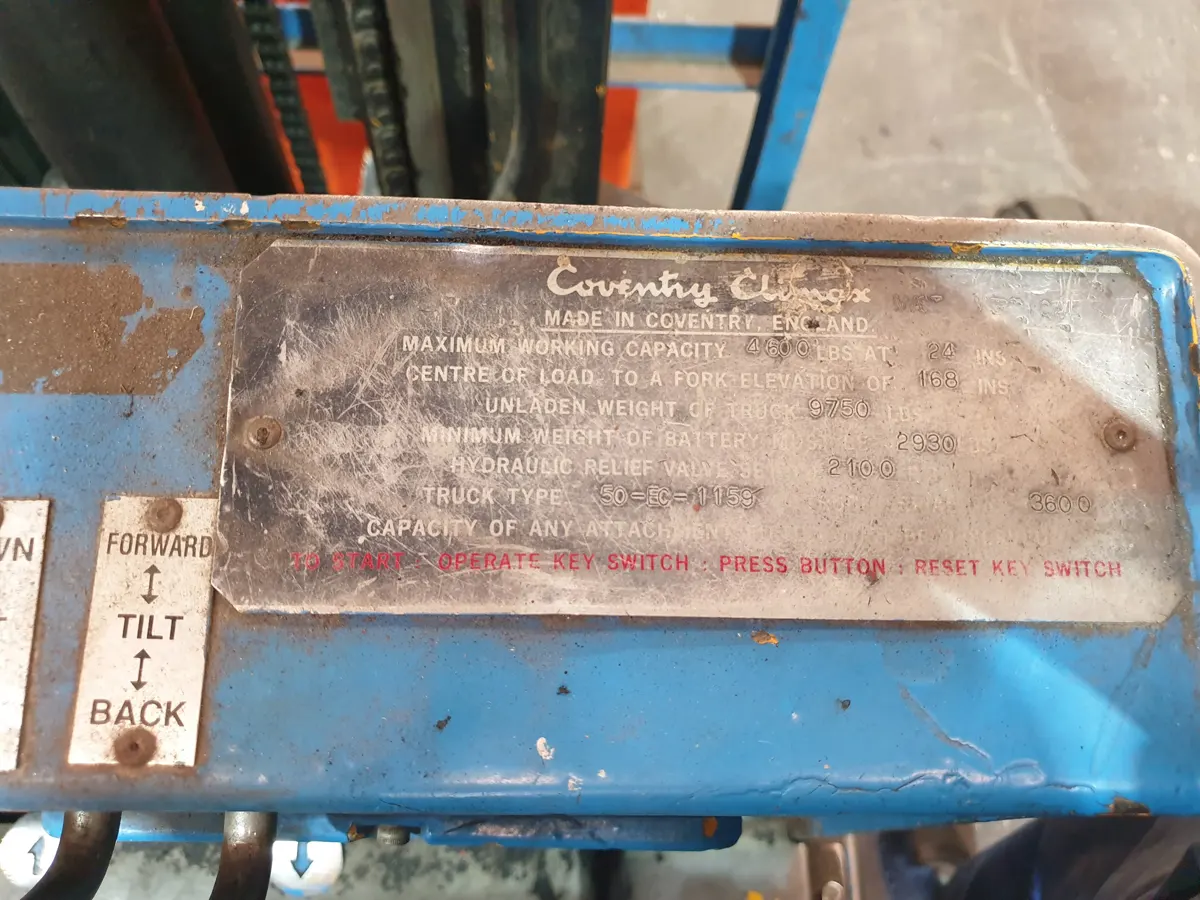 Coventry Climax
MADE IN COVENTRY, ENGLAND.
MAXIMUM WORKING CAPACITY 4600 LBS AT 24 INS
CENTRE OF LOAD TO A FORK ELEVATION OF 168 INS
UNLADEN WEIGHT OF TRUCK 9750 LBS
MINIMUM WEIGHT OF BATTERY 2930
HYDRAULIC RELIEF VALVE 2100
TRUCK TYPE 50-EC-1159 3600
CAPACITY OF ANY ATTACHMENT
TO START : OPERATE KEY SWITCH : PRESS BUTTON : RESET KEY SWITCH
FORWARD
↕
TILT
↕
BACK